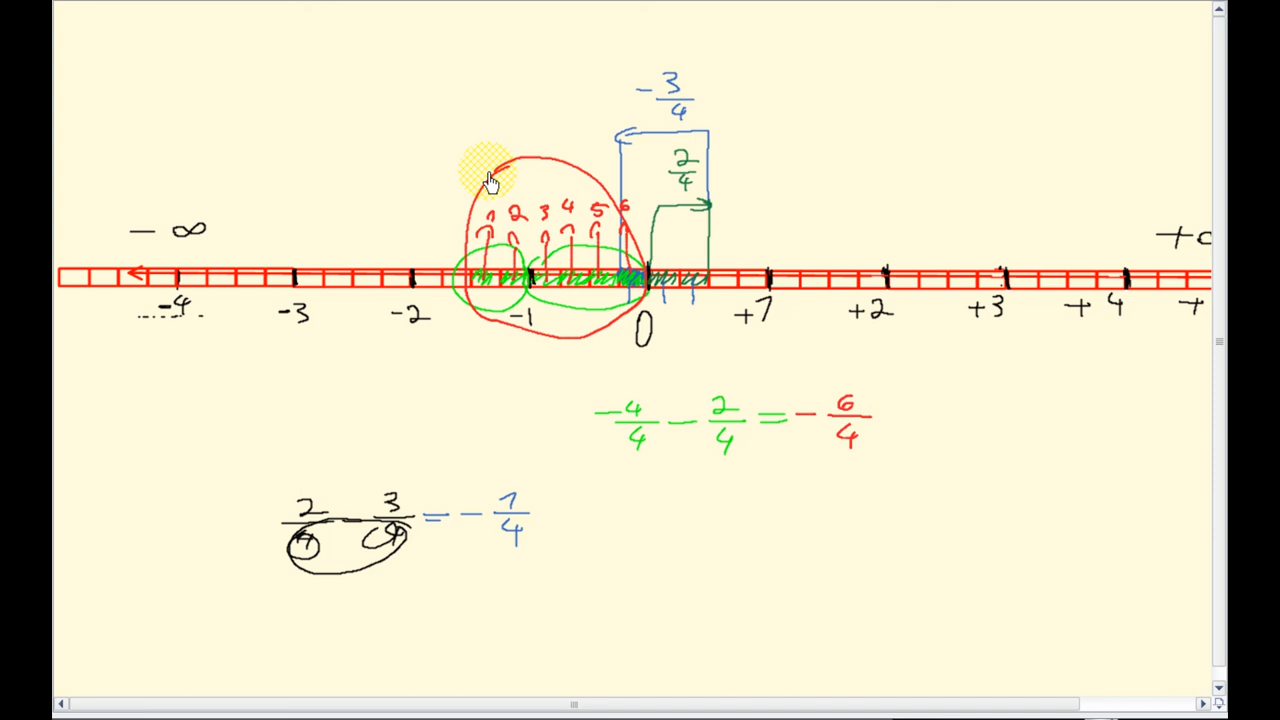 - 3/4
2/4
1 2 3 4 5 6
- ∞
-4 -3 -2 -1 0 +1 +2 +3 +4 +
-4/4 - 2/4 = - 6/4
2/4 - 3/4 = - 1/4